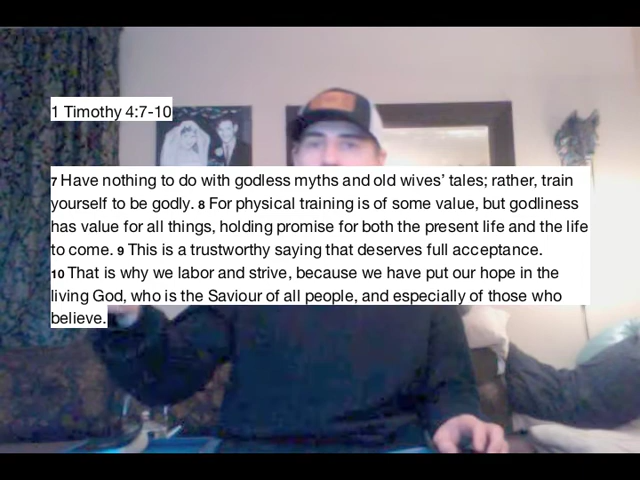 1 Timothy 4:7-10
7 Have nothing to do with godless myths and old wives’ tales; rather, train
yourself to be godly. 8 For physical training is of some value, but godliness
has value for all things, holding promise for both the present life and the life
to come. 9 This is a trustworthy saying that deserves full acceptance.
10 That is why we labor and strive, because we have put our hope in the
living God, who is the Saviour of all people, and especially of those who
believe.